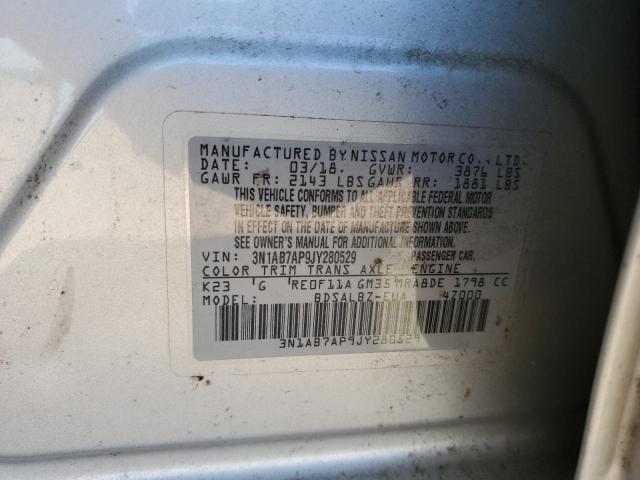 MANUFACTURED BY NISSAN MOTOR CO., LTD.
DATE: 03/18. GVWR: 3876 LBS
GAWR FR: 2143 LBS GAWR RR: 1881 LBS
THIS VEHICLE CONFORMS TO ALL APPLICABLE FEDERAL MOTOR
VEHICLE SAFETY, BUMPER AND THEFT PREVENTION STANDARDS
IN EFFECT ON THE DATE OF MANUFACTURE SHOWN ABOVE.
SEE OWNER'S MANUAL FOR ADDITIONAL INFORMATION.
VIN: 3N1AB7AP9JY280529 PASSENGER CAR.
COLOR TRIM TRANS AXLE ENGINE
K23 G RE0F11A GM35 MRA8DE 1798 CC
MODEL: BDSALBZ-EUA 4Z000
3N1AB7AP9JY280529